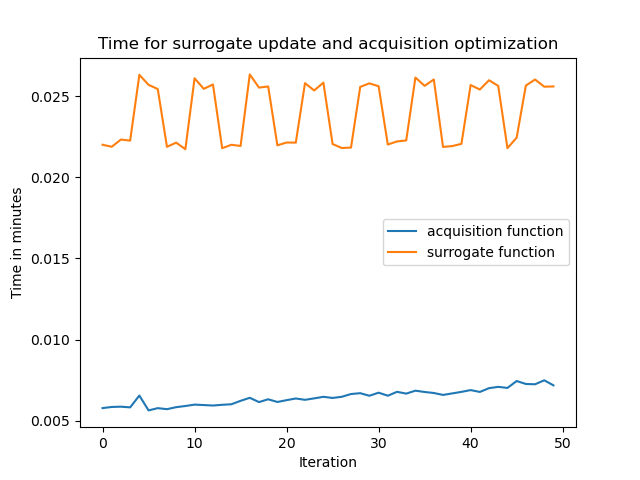 Time for surrogate update and acquisition optimization
0.025
0.020
0.015
0.010
0.005
Time in minutes
acquisition function
surrogate function
0 10 20 30 40 50
Iteration